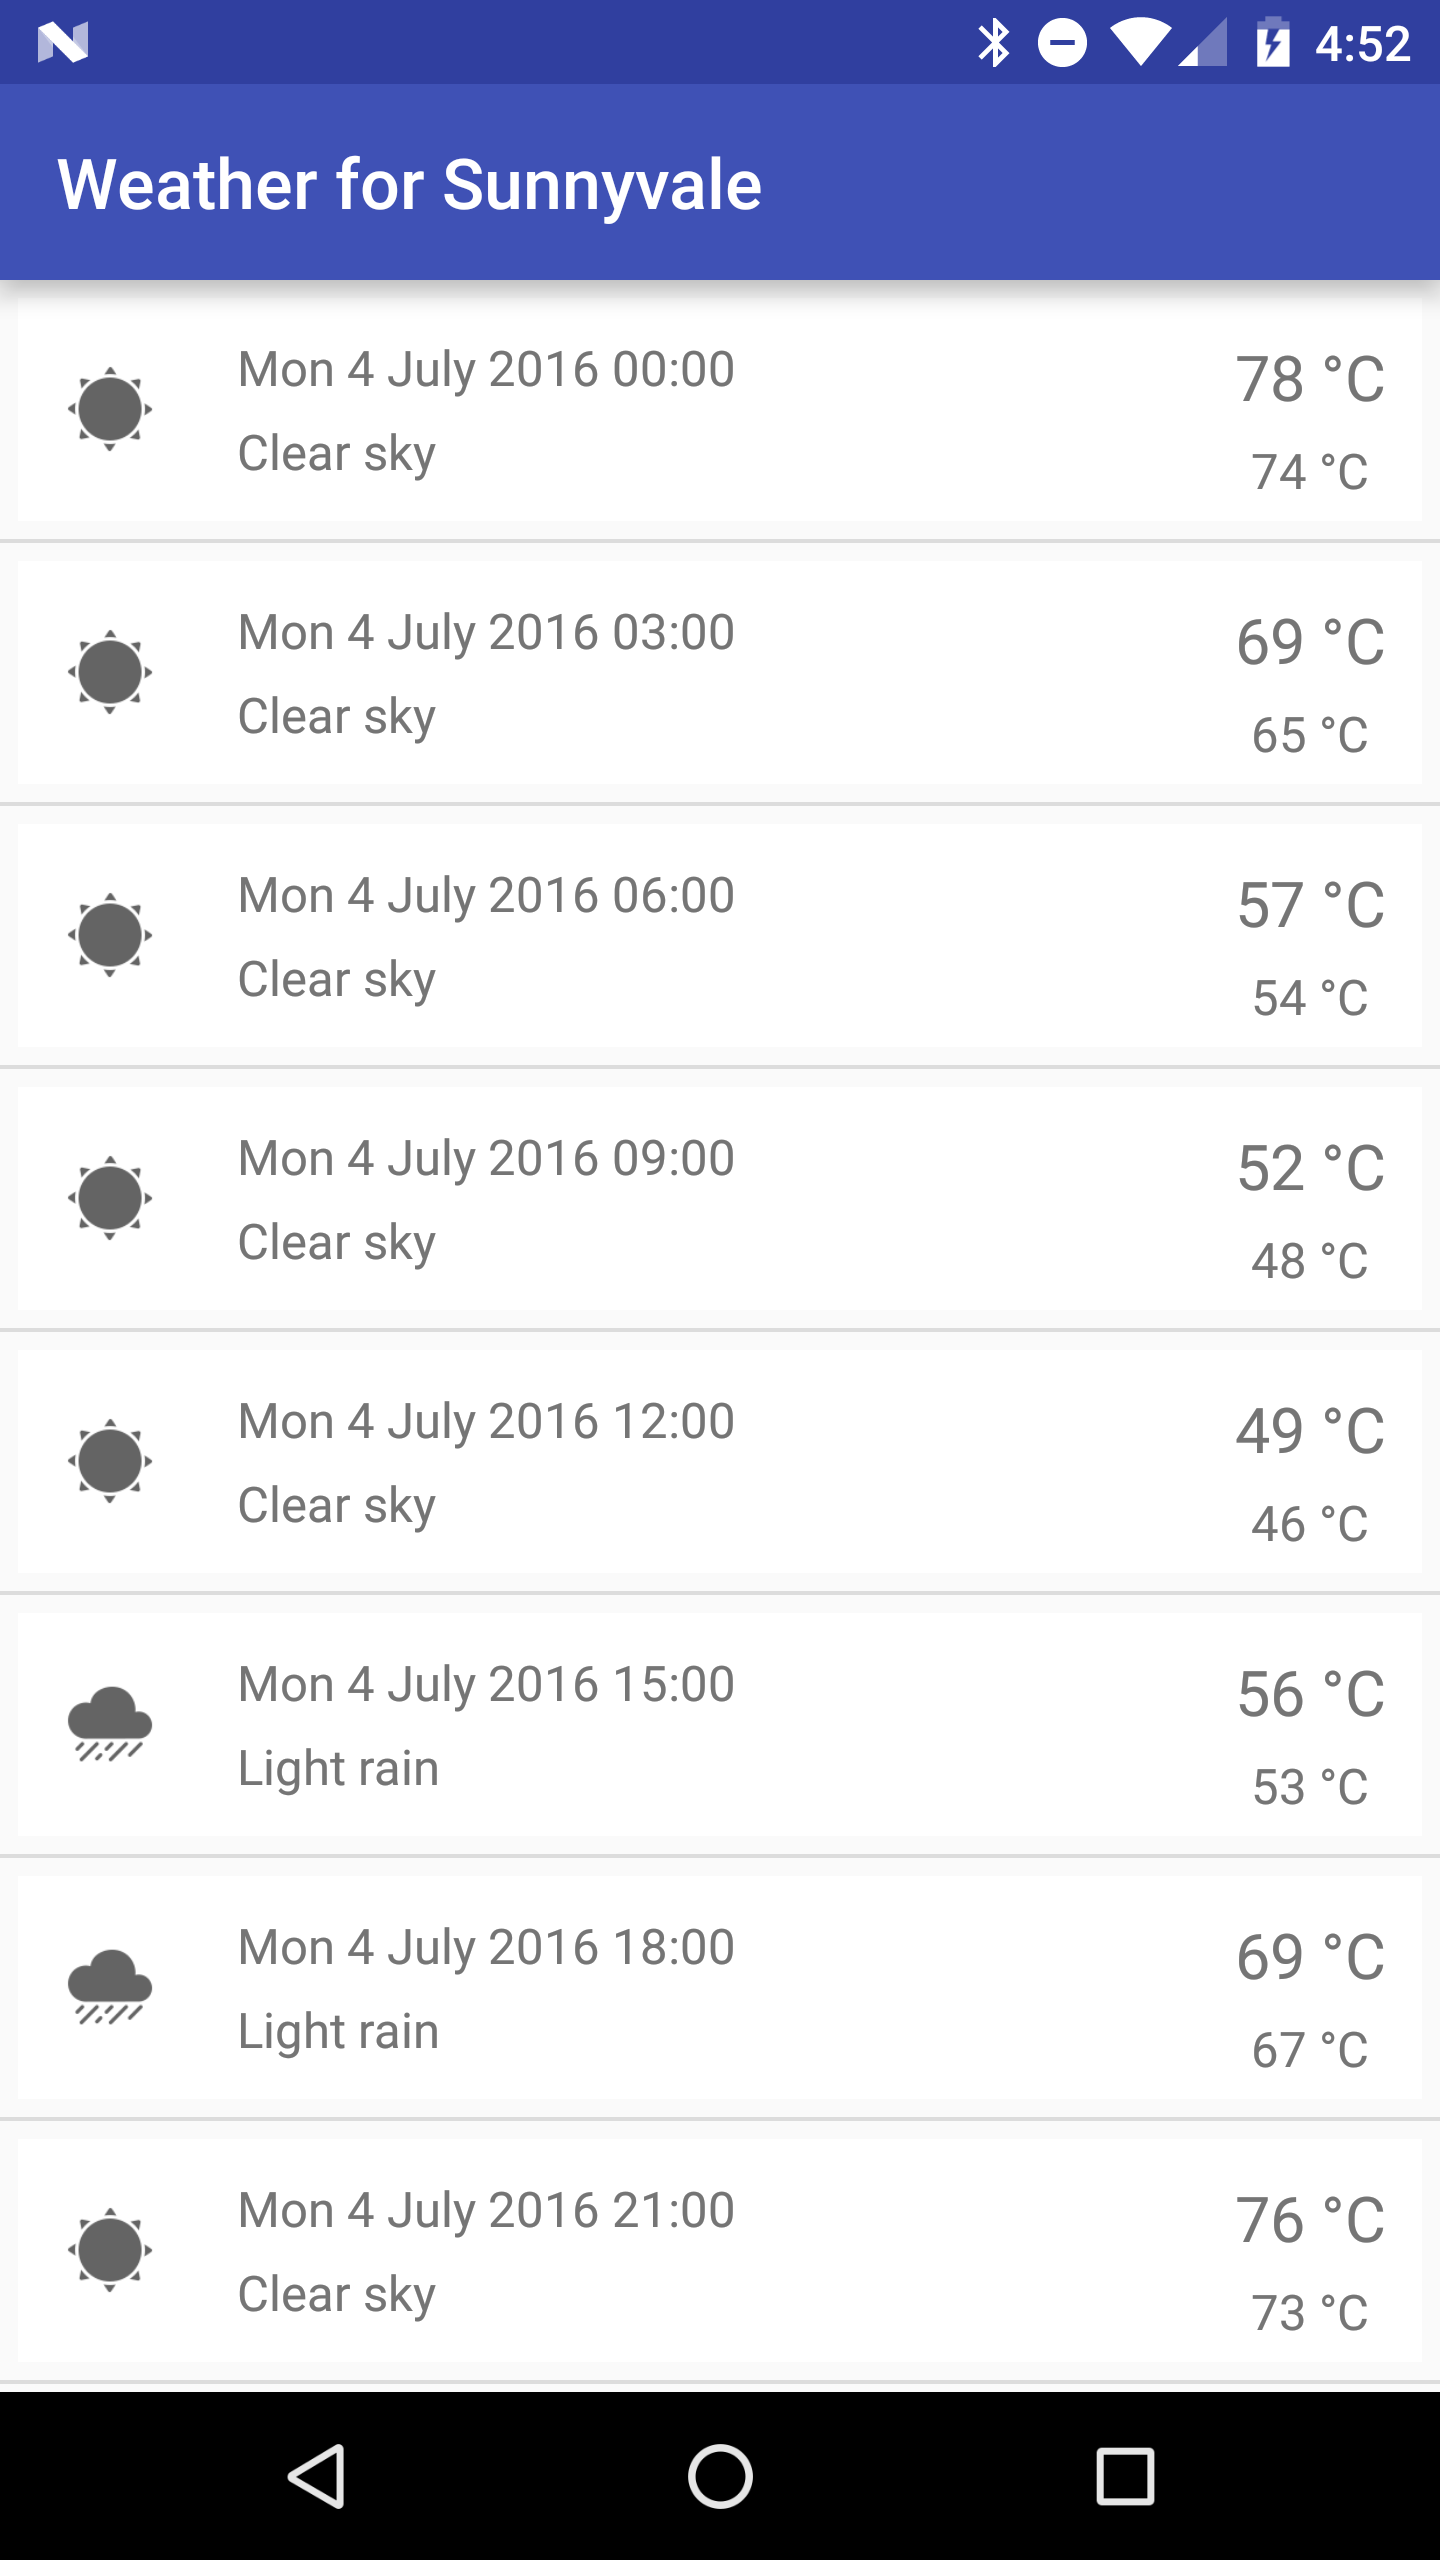 4:52
Weather for Sunnyvale
Mon 4 July 2016 00:00
78 °C
Clear sky
74 °C
Mon 4 July 2016 03:00
69 °C
Clear sky
65 °C
Mon 4 July 2016 06:00
57 °C
Clear sky
54 °C
Mon 4 July 2016 09:00
52 °C
Clear sky
48 °C
Mon 4 July 2016 12:00
49 °C
Clear sky
46 °C
Mon 4 July 2016 15:00
56 °C
Light rain
53 °C
Mon 4 July 2016 18:00
69 °C
Light rain
67 °C
Mon 4 July 2016 21:00
76 °C
Clear sky
73 °C